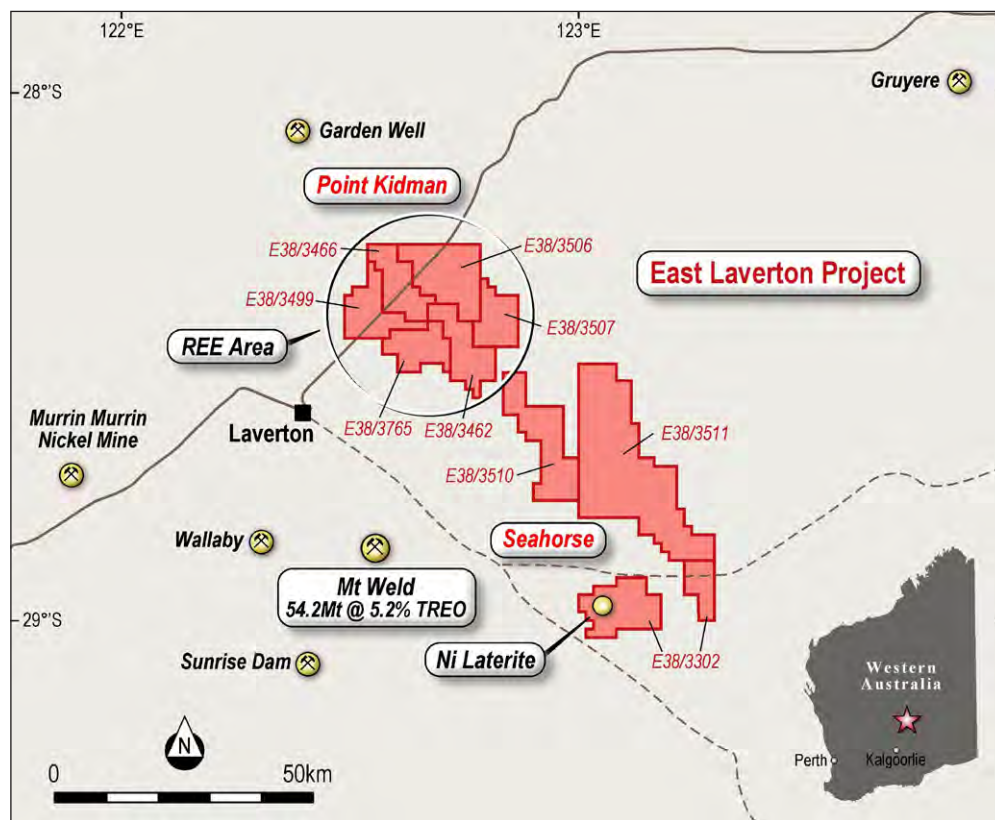 122°E
123°E
28°S
Gruyere
Garden Well
Point Kidman
E38/3466
E38/3506
East Laverton Project
E38/3499
E38/3507
REE Area
Murrin Murrin
Nickel Mine
Laverton
E38/3765
E38/3462
E38/3511
E38/3510
Wallaby
Seahorse
Mt Weld
54.2Mt @ 5.2% TREO
29°S
Sunrise Dam
Ni Laterite
E38/3302
Western
Australia
N
Perth
Kalgoorlie
0
50km